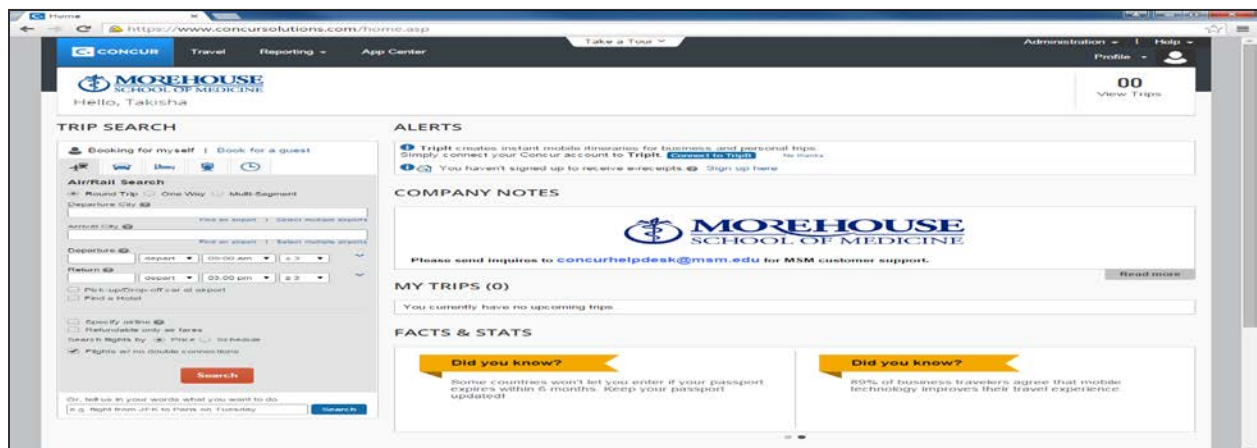 Home
https://www.concursolutions.com/home.asp
C. CONCUR Travel Reporting App Center
Take a Tour
Administration | Help
Profile
MOREHOUSE
SCHOOL OF MEDICINE
Hello, Takisha
00
View Trips
TRIP SEARCH
Booking for myself | Book for a guest
Air/Rail Search
Round Trip One Way Multi-Segment
Departure City
Find an airport | Select multiple airports
Arrival City
Find an airport | Select multiple airports
Departure
depart 09:00 am ± 3
Return
depart 03:00 pm ± 3
Pick-up/Drop-off car at airport
Find a Hotel
Specify airline
Refundable only air fares
Search flights by Price Schedule
Flights w/ no double connections
Search
Or, tell us in your words what you want to do
e.g. flight from JFK to Paris on Tuesday Search
ALERTS
TripIt creates instant mobile itineraries for business and personal trips.
Simply connect your Concur account to TripIt. Connect to TripIt No thanks
You haven't signed up to receive e-receipts. Sign up here
COMPANY NOTES
MOREHOUSE
SCHOOL OF MEDICINE
Please send inquires to concurhelpdesk@msm.edu for MSM customer support.
Read more
MY TRIPS (0)
You currently have no upcoming trips.
FACTS & STATS
Did you know?
Some countries won't let you enter if your passport
expires within 6 months. Keep your passport
updated!
Did you know?
89% of business travelers agree that mobile
technology improves their travel experience.